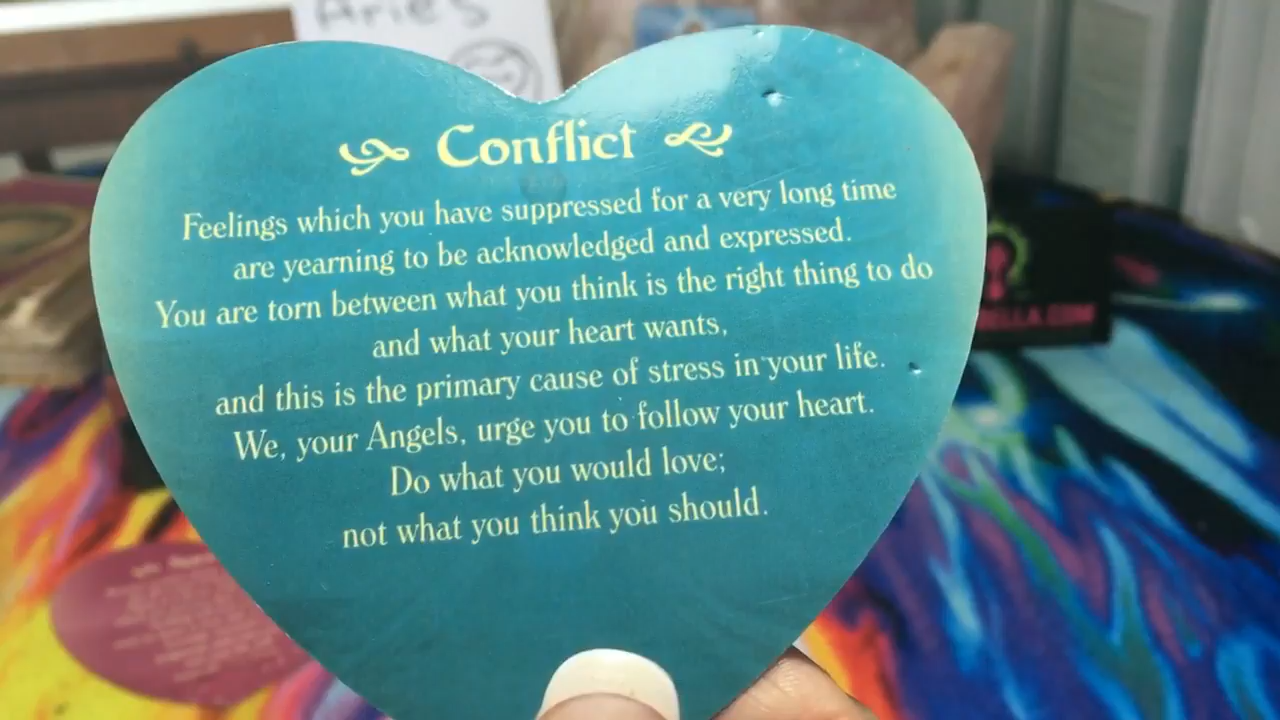 Aries
Conflict
Feelings which you have suppressed for a very long time
are yearning to be acknowledged and expressed.
You are torn between what you think is the right thing to do
and what your heart wants,
and this is the primary cause of stress in your life.
We, your Angels, urge you to follow your heart.
Do what you would love;
not what you think you should.